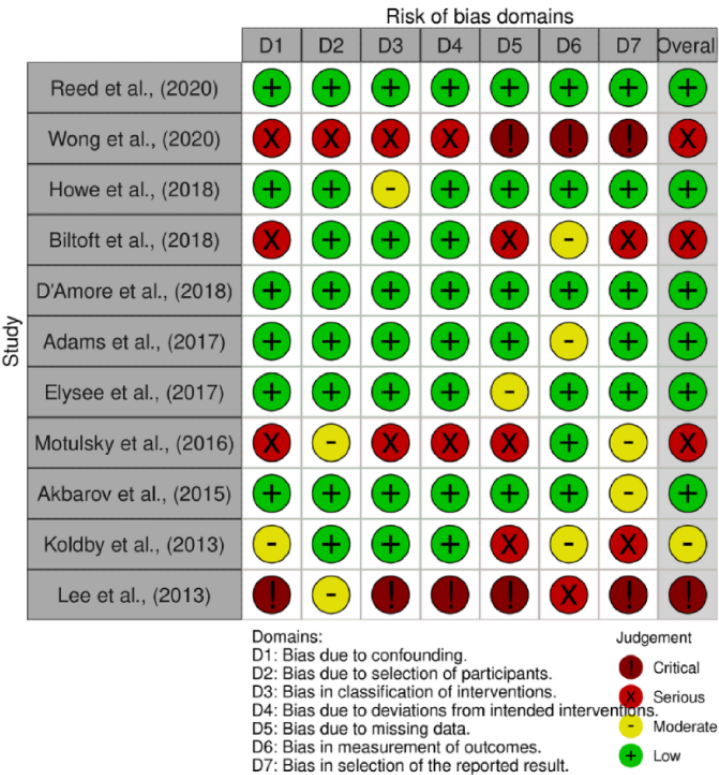 Risk of bias domains
D1 D2 D3 D4 D5 D6 D7 Overal
Study
Reed et al., (2020) + + + + + + + +
Wong et al., (2020) X X X X ! ! ! X
Howe et al., (2018) + + - + + + + +
Biltoft et al., (2018) X + + + X - X X
D'Amore et al., (2018) + + + + + + + +
Adams et al., (2017) + + + + + - + +
Elysee et al., (2017) + + + + - + + +
Motulsky et al., (2016) X - X X X + - X
Akbarov et al., (2015) + + + + + + - +
Koldby et al., (2013) - + + + X - X -
Lee et al., (2013) ! - ! ! ! X ! !
Domains:
D1: Bias due to confounding.
D2: Bias due to selection of participants.
D3: Bias in classification of interventions.
D4: Bias due to deviations from intended interventions.
D5: Bias due to missing data.
D6: Bias in measurement of outcomes.
D7: Bias in selection of the reported result.
Judgement
! Critical
X Serious
- Moderate
+ Low